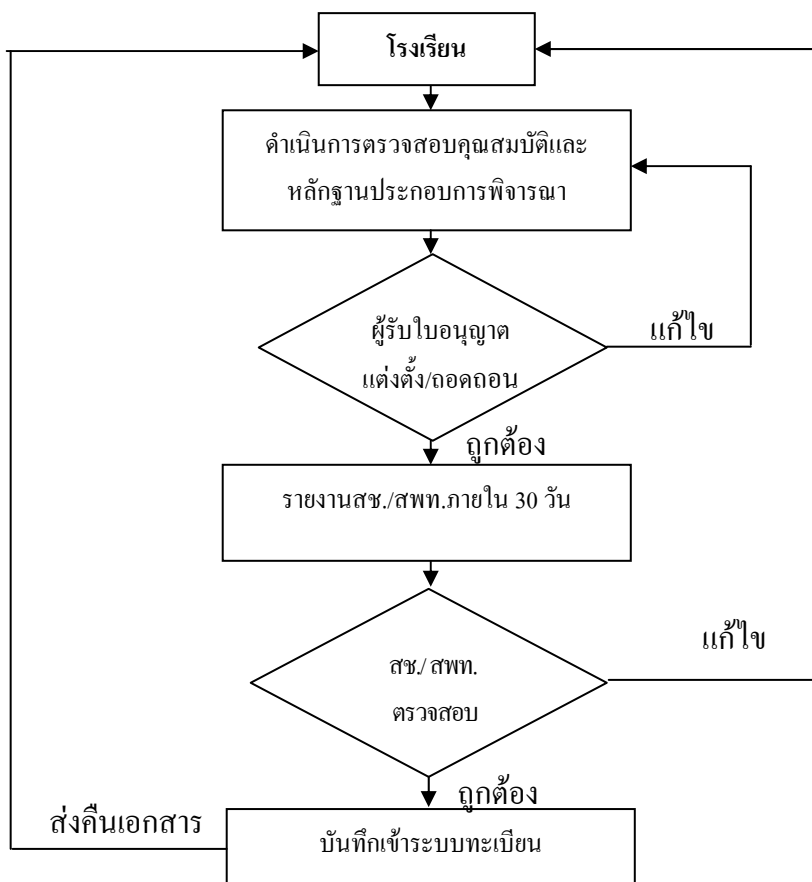 โรงเรียน
ดำเนินการตรวจสอบคุณสมบัติและ
หลักฐานประกอบการพิจารณา
ผู้รับใบอนุญาต
แต่งตั้ง/ถอดถอน
แก้ไข
ถูกต้อง
รายงานสช./สพท.ภายใน 30 วัน
แก้ไข
สช./ สพท.
ตรวจสอบ
ถูกต้อง
ส่งคืนเอกสาร
บันทึกเข้าระบบทะเบียน